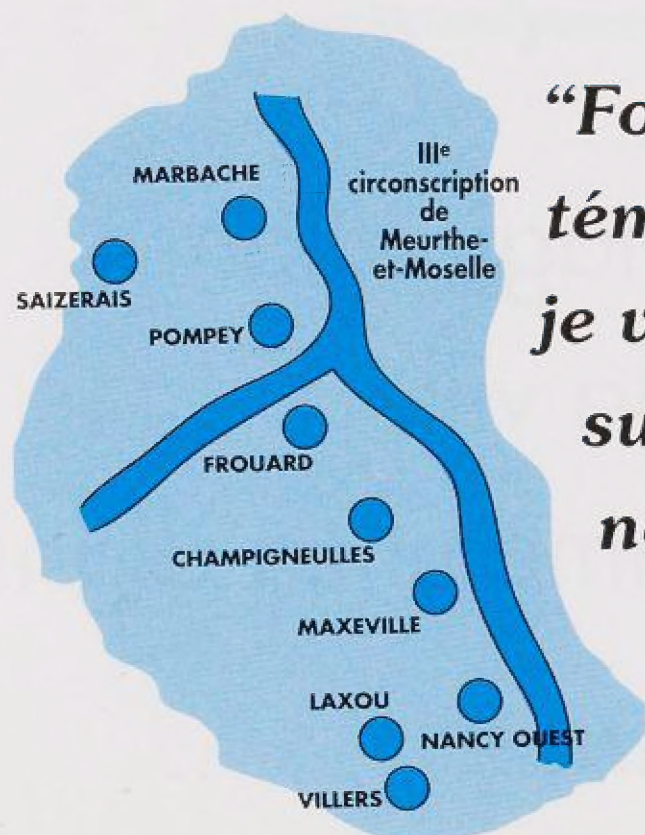 MARBACHE
IIIe
circonscription
de
Meurthe-
et-Moselle
SAIZERAIS
POMPEY
FROUARD
CHAMPIGNEULLES
MAXEVILLE
LAXOU
NANCY OUEST
VILLERS
“Fo
tém
je v
su